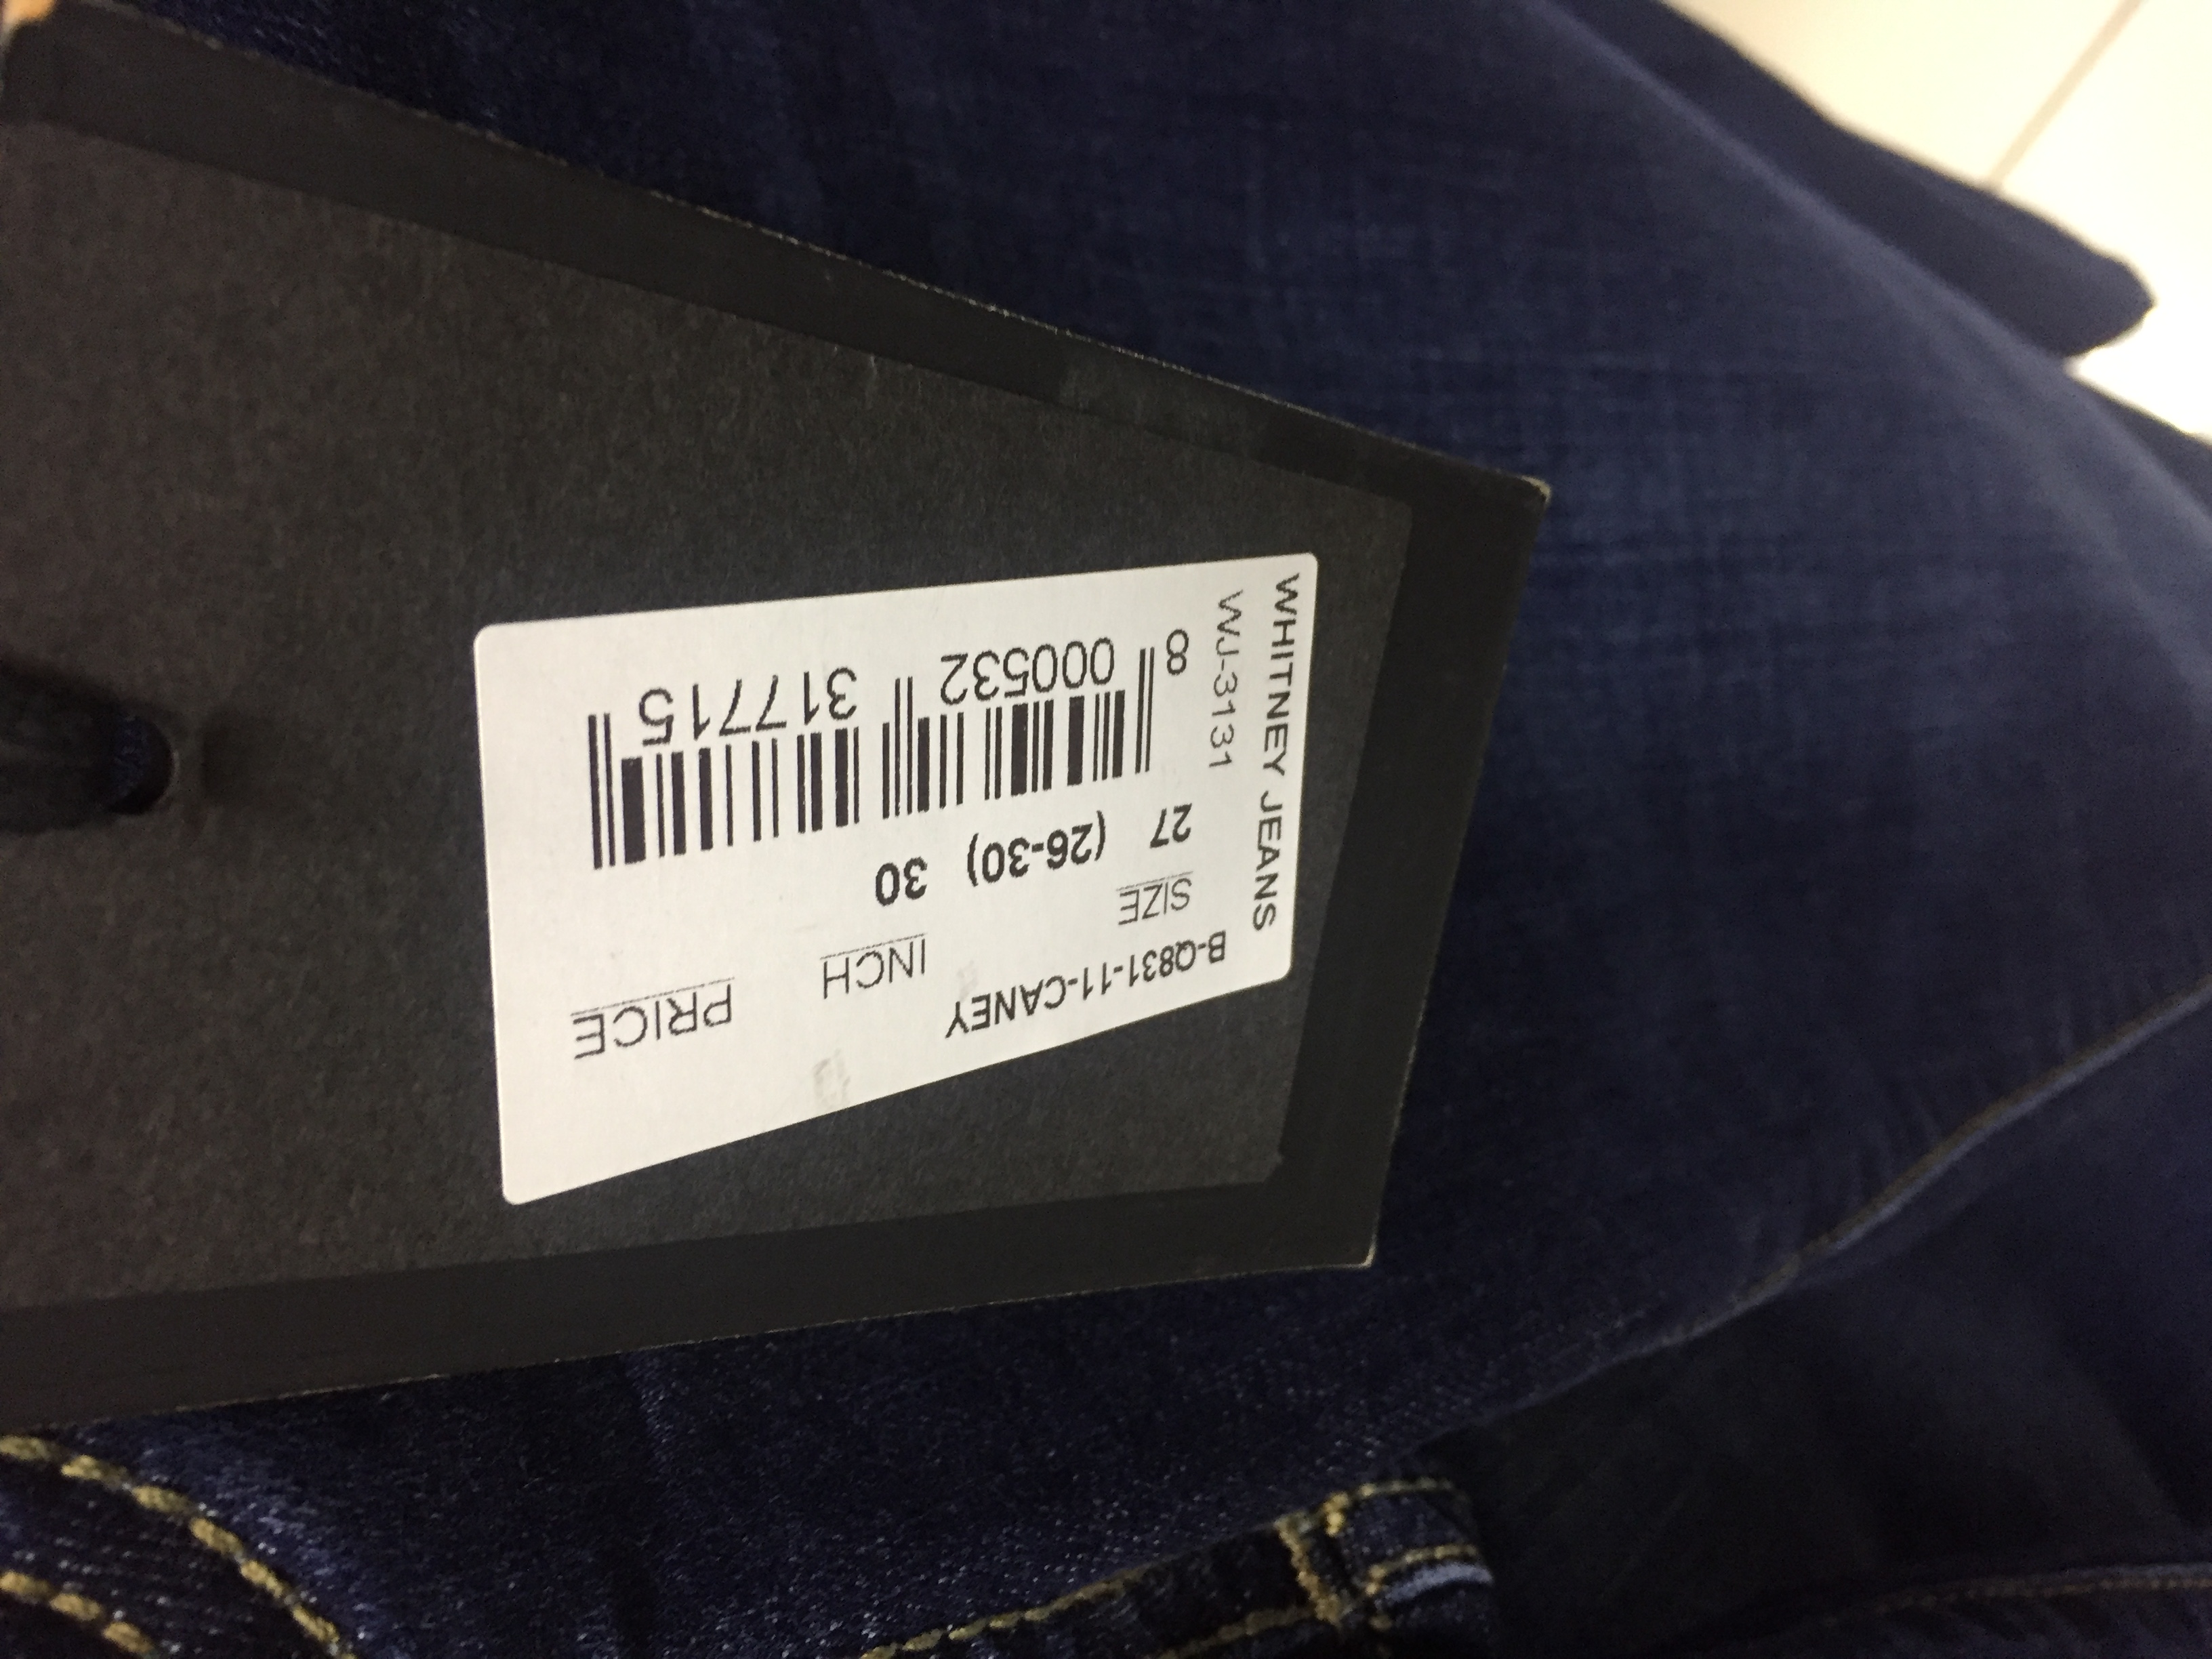 B-Q831-11-CANEY
SIZE INCH PRICE
27 (26-30) 30
8 000532 317715
WHITNEY JEANS
WJ-3131